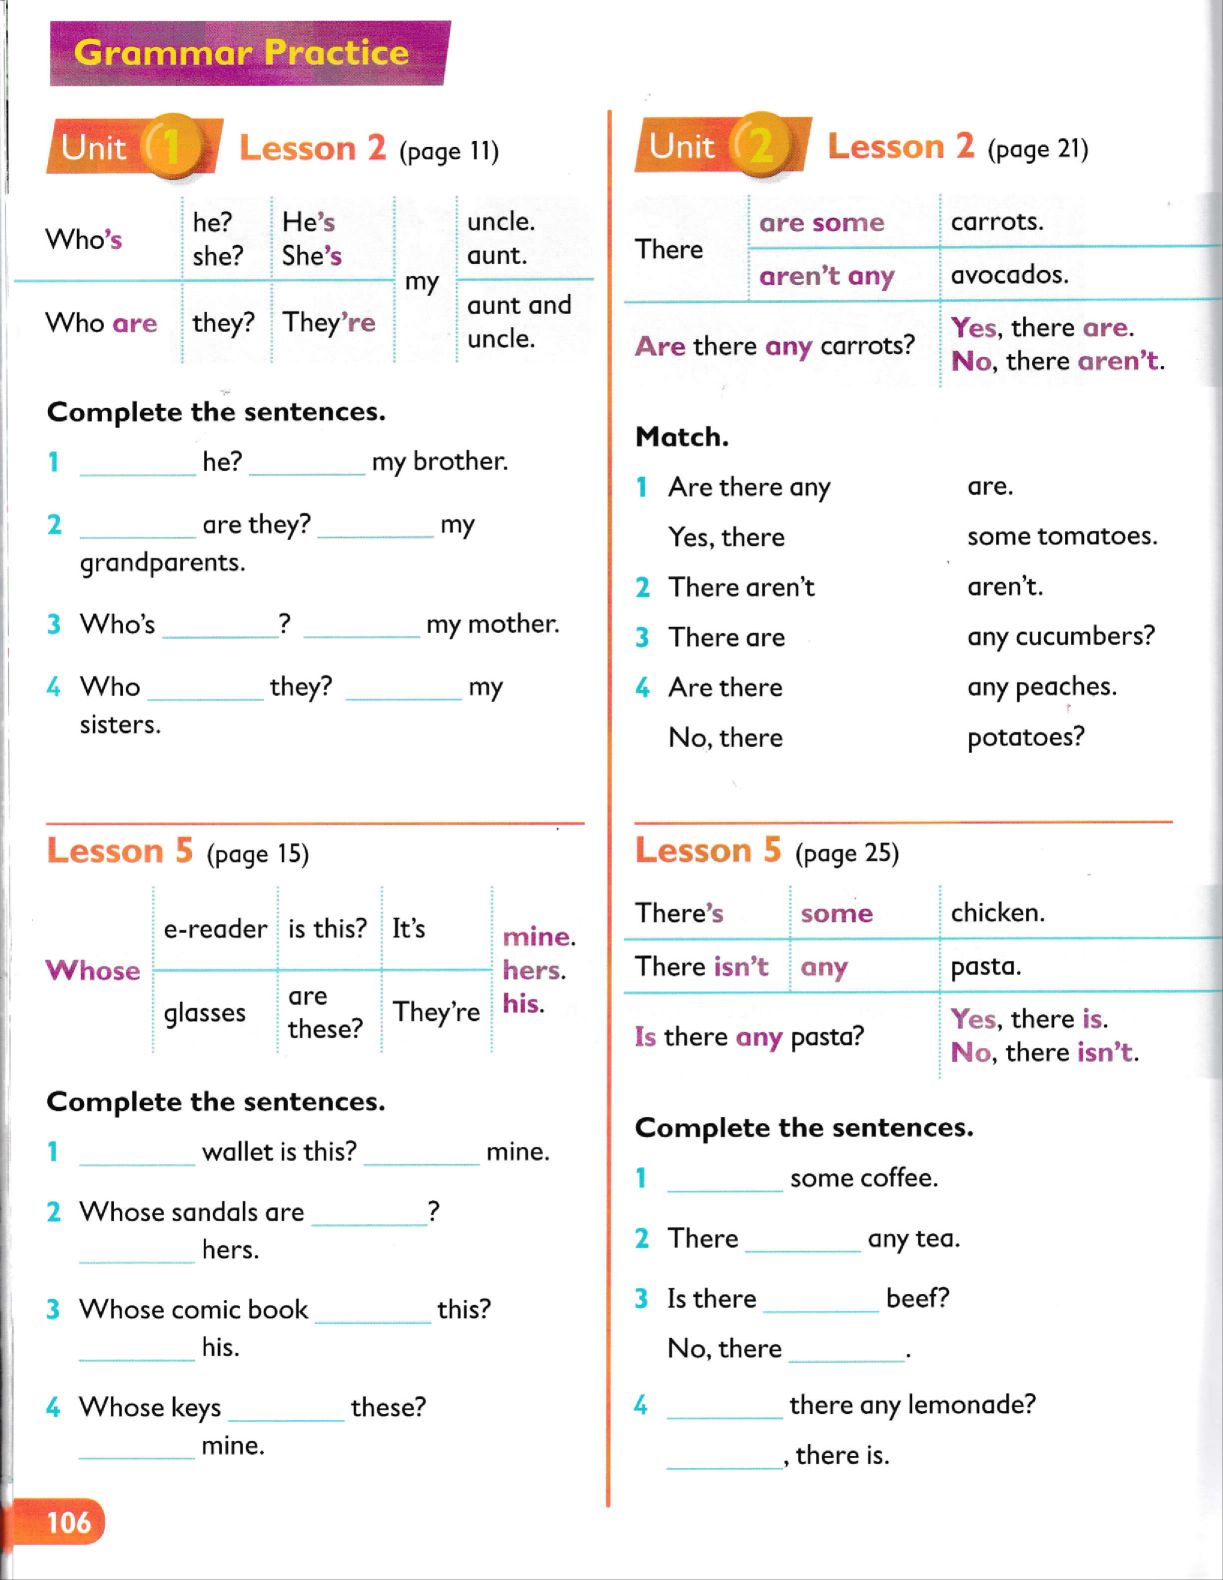 Grammar Practice
Unit 1 Lesson 2 (page 11)
Who's he? He's my uncle.
she? She's aunt.
Who are they? They're aunt and
uncle.
Complete the sentences.
1 ________ he? ________ my brother.
2 ________ are they? ________ my
grandparents.
3 Who's ________? ________ my mother.
4 Who ________ they? ________ my
sisters.
Lesson 5 (page 15)
Whose e-reader is this? It's mine.
hers.
glasses are these? They're his.
Complete the sentences.
1 ________ wallet is this? ________ mine.
2 Whose sandals are ________?
________ hers.
3 Whose comic book ________ this?
________ his.
4 Whose keys ________ these?
________ mine.
106
Unit 2 Lesson 2 (page 21)
There are some carrots.
aren't any avocados.
Are there any carrots? Yes, there are.
No, there aren't.
Match.
1 Are there any are.
Yes, there some tomatoes.
2 There aren't aren't.
3 There are any cucumbers?
4 Are there any peaches.
No, there potatoes?
Lesson 5 (page 25)
There's some chicken.
There isn't any pasta.
Is there any pasta? Yes, there is.
No, there isn't.
Complete the sentences.
1 ________ some coffee.
2 There ________ any tea.
3 Is there ________ beef?
No, there ________.
4 ________ there any lemonade?
________, there is.